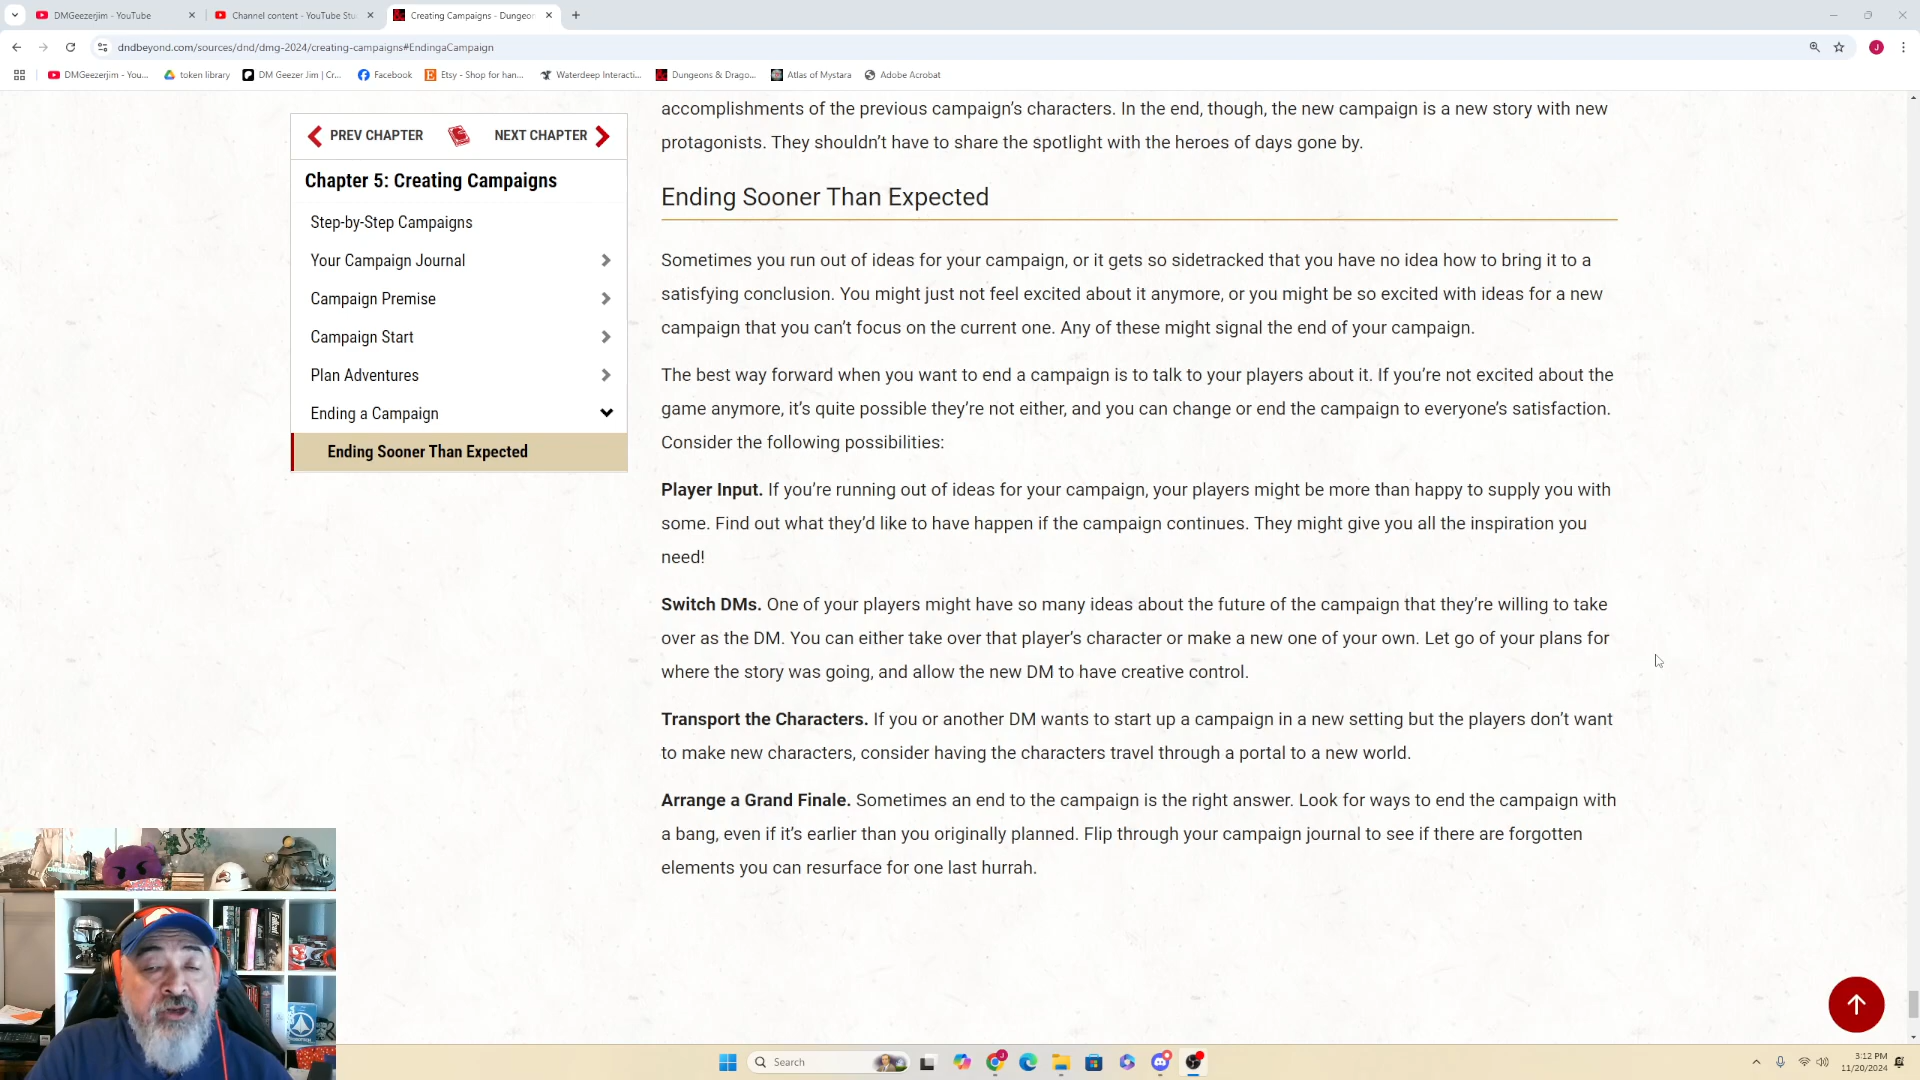 DMGeezerjim - YouTube
Channel content - YouTube Stu
Creating Campaigns - Dungeon
dndbeyond.com/sources/dnd/dmg-2024/creating-campaigns#EndingaCampaign
DMGeezerjim - You...
token library
DM Geezer Jim | Cr...
Facebook
Etsy - Shop for han...
Waterdeep Interacti...
Dungeons & Drago...
Atlas of Mystara
Adobe Acrobat
PREV CHAPTER
NEXT CHAPTER
Chapter 5: Creating Campaigns
Step-by-Step Campaigns
Your Campaign Journal
Campaign Premise
Campaign Start
Plan Adventures
Ending a Campaign
Ending Sooner Than Expected
accomplishments of the previous campaign's characters. In the end, though, the new campaign is a new story with new
protagonists. They shouldn't have to share the spotlight with the heroes of days gone by.
Ending Sooner Than Expected
Sometimes you run out of ideas for your campaign, or it gets so sidetracked that you have no idea how to bring it to a
satisfying conclusion. You might just not feel excited about it anymore, or you might be so excited with ideas for a new
campaign that you can't focus on the current one. Any of these might signal the end of your campaign.
The best way forward when you want to end a campaign is to talk to your players about it. If you're not excited about the
game anymore, it's quite possible they're not either, and you can change or end the campaign to everyone's satisfaction.
Consider the following possibilities:
Player Input. If you're running out of ideas for your campaign, your players might be more than happy to supply you with
some. Find out what they'd like to have happen if the campaign continues. They might give you all the inspiration you
need!
Switch DMs. One of your players might have so many ideas about the future of the campaign that they're willing to take
over as the DM. You can either take over that player's character or make a new one of your own. Let go of your plans for
where the story was going, and allow the new DM to have creative control.
Transport the Characters. If you or another DM wants to start up a campaign in a new setting but the players don't want
to make new characters, consider having the characters travel through a portal to a new world.
Arrange a Grand Finale. Sometimes an end to the campaign is the right answer. Look for ways to end the campaign with
a bang, even if it's earlier than you originally planned. Flip through your campaign journal to see if there are forgotten
elements you can resurface for one last hurrah.
Search
3:12 PM
11/20/2024